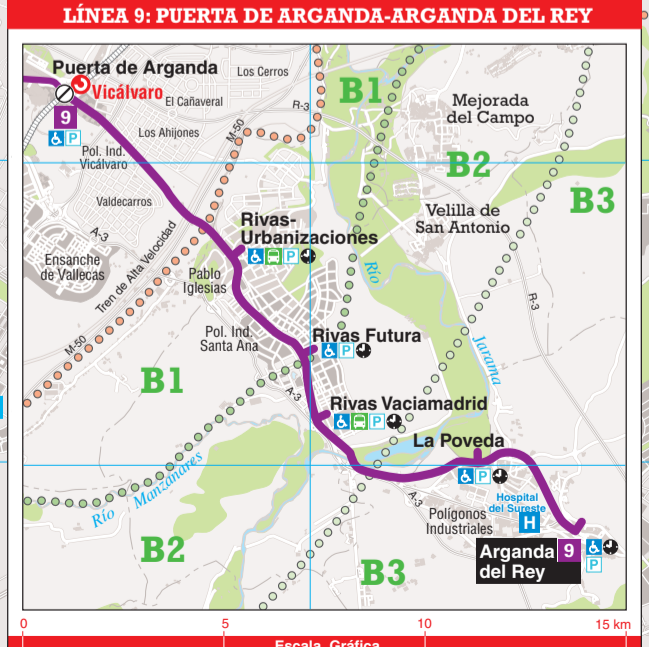 LÍNEA 9: PUERTA DE ARGANDA-ARGANDA DEL REY
Puerta de Arganda
Vicálvaro
9
P
Los Cerros
El Cañaveral
R-3
M-50
Los Ahijones
Pol. Ind.
Vicálvaro
Valdecarros
B1
Mejorada
del Campo
B2
B3
Velilla de
San Antonio
A-3
Ensanche
de Vallecas
Tren de Alta Velocidad
Rivas-
Urbanizaciones
P
Río
Pablo
Iglesias
R-3
Pol. Ind.
Santa Ana
M-50
Rivas Futura
P
Jarama
B1
A-3
Rivas Vaciamadrid
P
La Poveda
P
Río Manzanares
A-3
Hospital
del Sureste
H
Polígonos
Industriales
B2
B3
Arganda
del Rey
9
P
0
5
10
15 km
Escala Gráfica